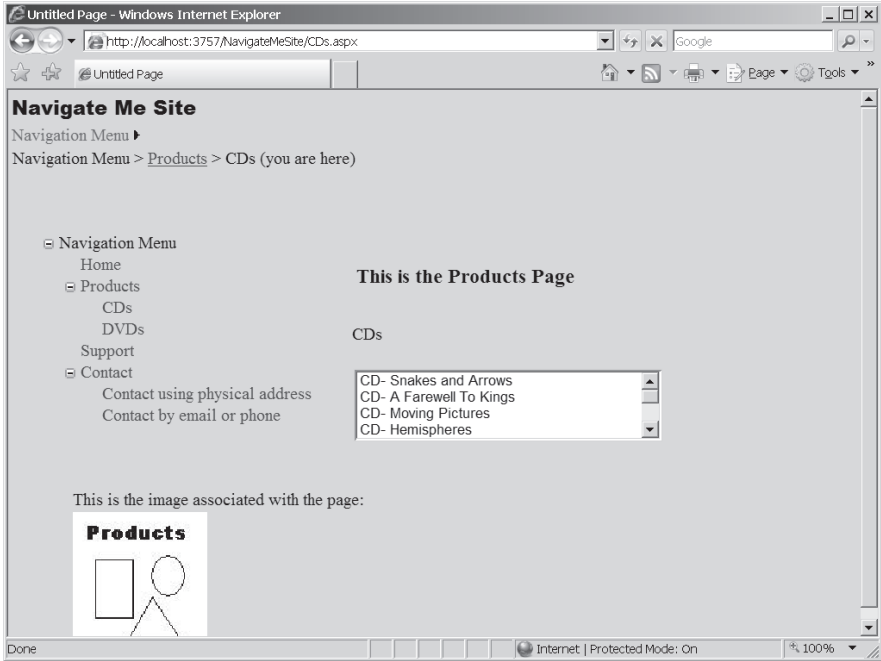 Untitled Page - Windows Internet Explorer
http://localhost:3757/NavigateMeSite/CDs.aspx
Google
Untitled Page
Page
Tools
Navigate Me Site
Navigation Menu
Navigation Menu > Products > CDs (you are here)
Navigation Menu
Home
Products
CDs
DVDs
Support
Contact
Contact using physical address
Contact by email or phone
This is the Products Page
CDs
CD- Snakes and Arrows
CD- A Farewell To Kings
CD- Moving Pictures
CD- Hemispheres
This is the image associated with the page:
Products
Done
Internet | Protected Mode: On
100%